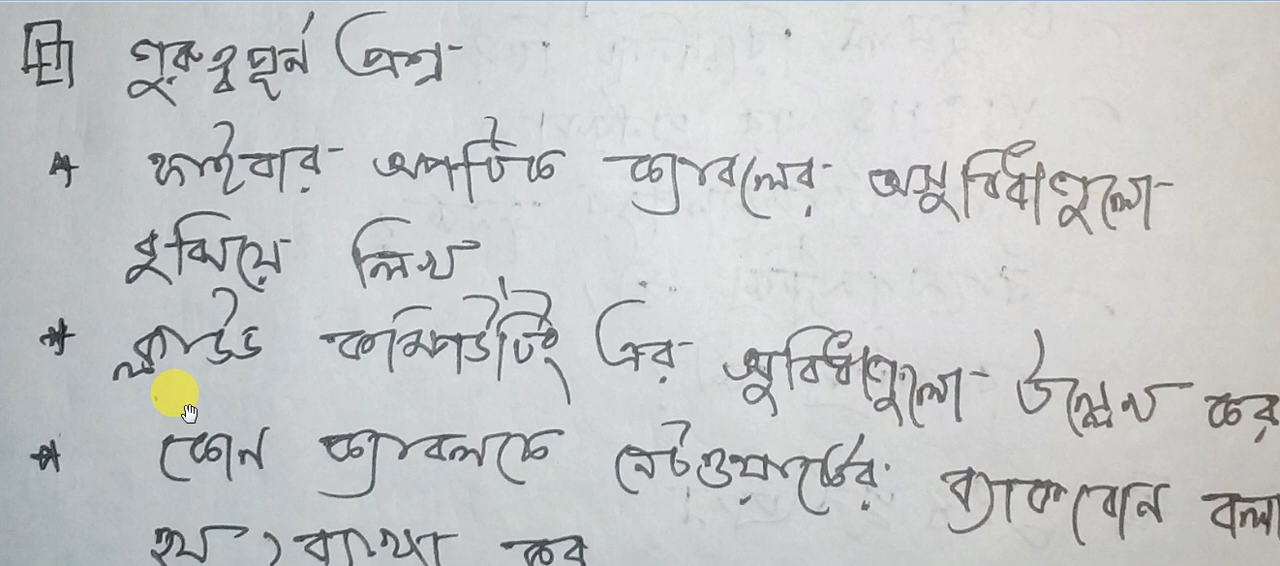 গুরুত্বপূর্ন প্রশ্ন
* ফাইবার অপটিক ক্যাবলের অসুবিধাগুলো
বুঝিয়ে লিখ
* ক্লাউড কম্পিউটিং এর সুবিধাগুলো উল্লেখ কর
* কোন ক্যাবলকে নেটওয়ার্কের ব্যাকবোন বলা
হয়, ব্যাখ্যা কর